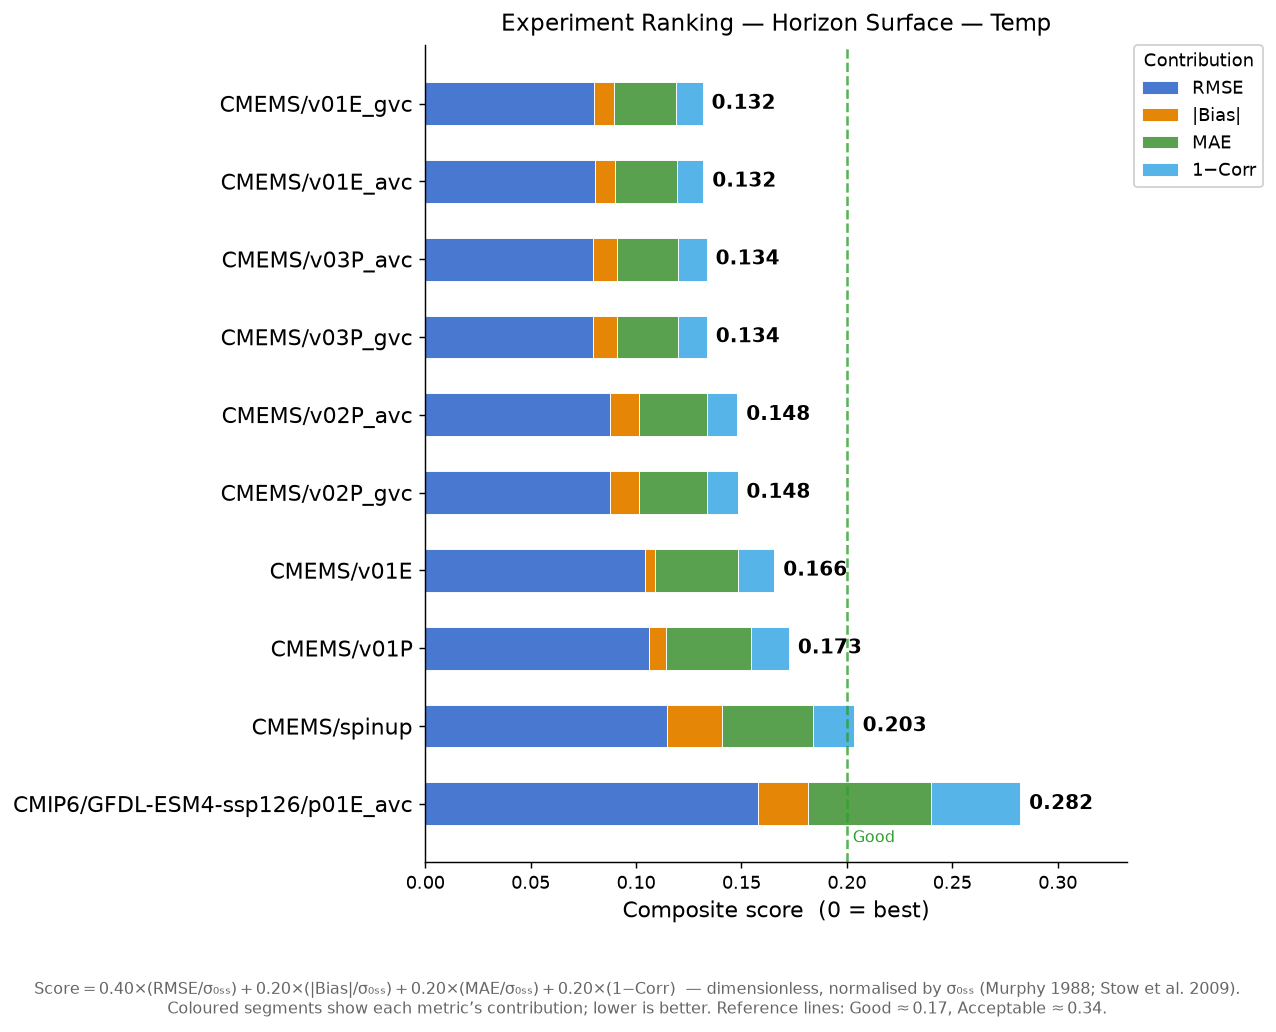 Experiment Ranking — Horizon Surface — Temp
Contribution
RMSE
|Bias|
MAE
1−Corr
CMEMS/v01E_gvc
0.132
CMEMS/v01E_avc
0.132
CMEMS/v03P_avc
0.134
CMEMS/v03P_gvc
0.134
CMEMS/v02P_avc
0.148
CMEMS/v02P_gvc
0.148
CMEMS/v01E
0.166
CMEMS/v01P
0.173
CMEMS/spinup
0.203
CMIP6/GFDL-ESM4-ssp126/p01E_avc
0.282
Good
0.00 0.05 0.10 0.15 0.20 0.25 0.30
Composite score (0 = best)
Score = 0.40×(RMSE/σ₀ₛₛ) + 0.20×(|Bias|/σ₀ₛₛ) + 0.20×(MAE/σ₀ₛₛ) + 0.20×(1−Corr) — dimensionless, normalised by σ₀ₛₛ (Murphy 1988; Stow et al. 2009).
Coloured segments show each metric’s contribution; lower is better. Reference lines: Good ≈ 0.17, Acceptable ≈ 0.34.